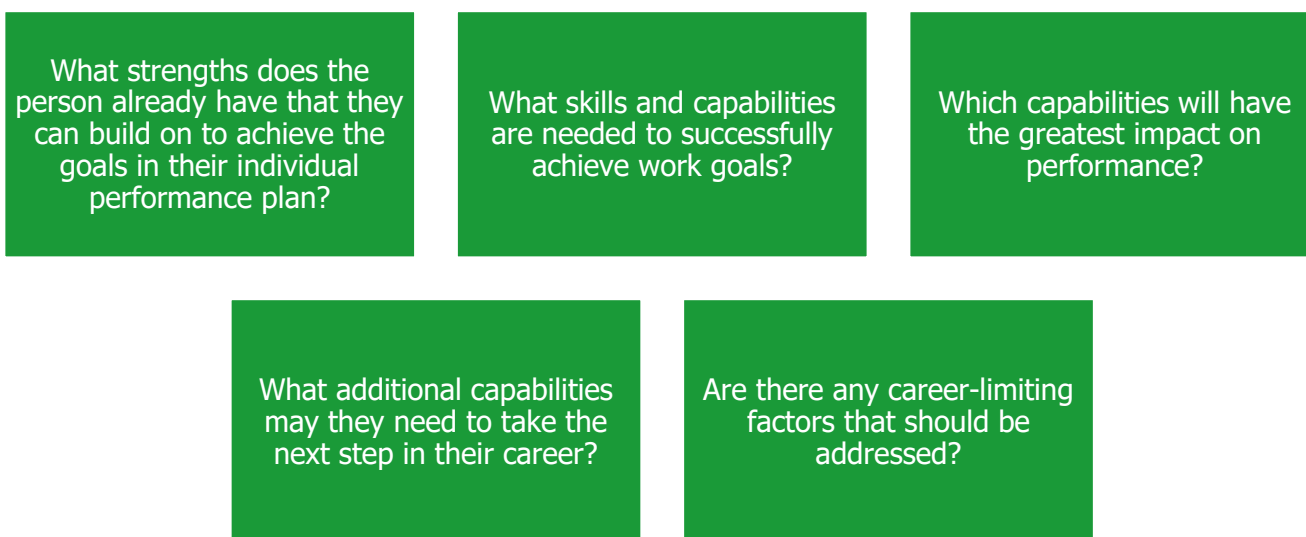 What strengths does the
person already have that they
can build on to achieve the
goals in their individual
performance plan?
What skills and capabilities
are needed to successfully
achieve work goals?
Which capabilities will have
the greatest impact on
performance?
What additional capabilities
may they need to take the
next step in their career?
Are there any career-limiting
factors that should be
addressed?